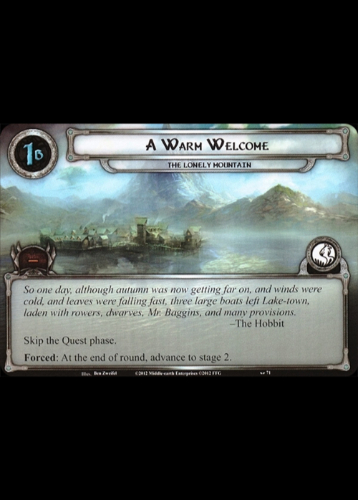 1B
A Warm Welcome
The Lonely Mountain
–
So one day, although autumn was now getting far on, and winds
were cold, and leaves were falling fast, three large boats left Lake-town,
laden with rowers, dwarves, Mr. Baggins, and many provisions.
–The Hobbit
Skip the Quest phase.
Forced: At the end of round, advance to stage 2.
Illus. Ben Zweifel ©2012 Middle-earth Enterprises ©2012 FFG 71